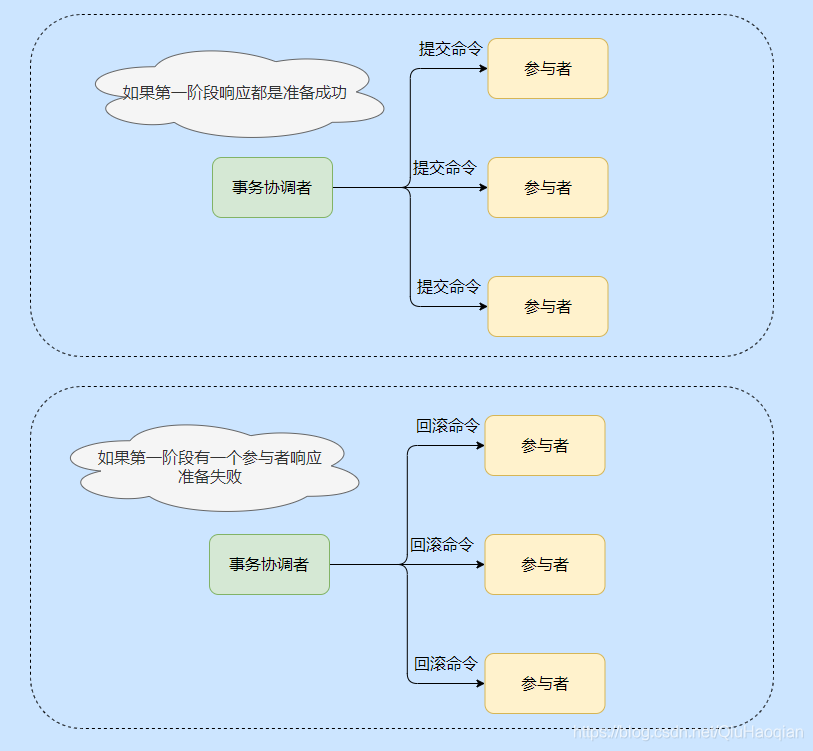 提交命令
参与者
如果第一阶段响应都是准备成功
提交命令
事务协调者
参与者
提交命令
参与者
回滚命令
参与者
如果第一阶段有一个参与者响应
准备失败
回滚命令
事务协调者
参与者
回滚命令
参与者
https://blog.csdn.net/QiuHaoqian